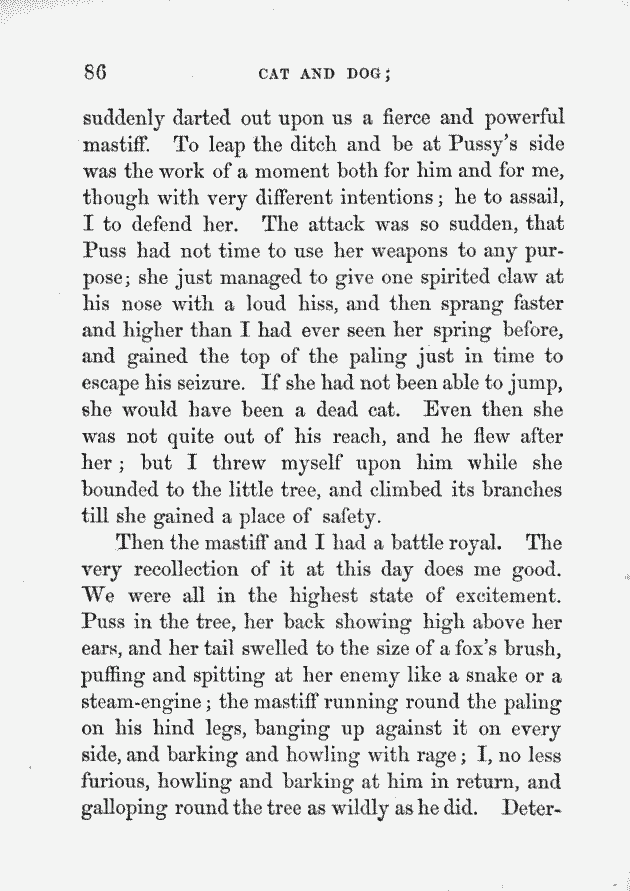 86 CAT AND DOG;
suddenly darted out upon us a fierce and powerful
mastiff. To leap the ditch and be at Pussy's side
was the work of a moment both for him and for me,
though with very different intentions; he to assail,
I to defend her. The attack was so sudden, that
Puss had not time to use her weapons to any pur-
pose; she just managed to give one spirited claw at
his nose with a loud hiss, and then sprang faster
and higher than I had ever seen her spring before,
and gained the top of the paling just in time to
escape his seizure. If she had not been able to jump,
she would have been a dead cat. Even then she
was not quite out of his reach, and he flew after
her; but I threw myself upon him while she
bounded to the little tree, and climbed its branches
till she gained a place of safety.
Then the mastiff and I had a battle royal. The
very recollection of it at this day does me good.
We were all in the highest state of excitement.
Puss in the tree, her back showing high above her
ears, and her tail swelled to the size of a fox's brush,
puffing and spitting at her enemy like a snake or a
steam-engine; the mastiff running round the paling
on his hind legs, banging up against it on every
side, and barking and howling with rage; I, no less
furious, howling and barking at him in return, and
galloping round the tree as wildly as he did. Deter-